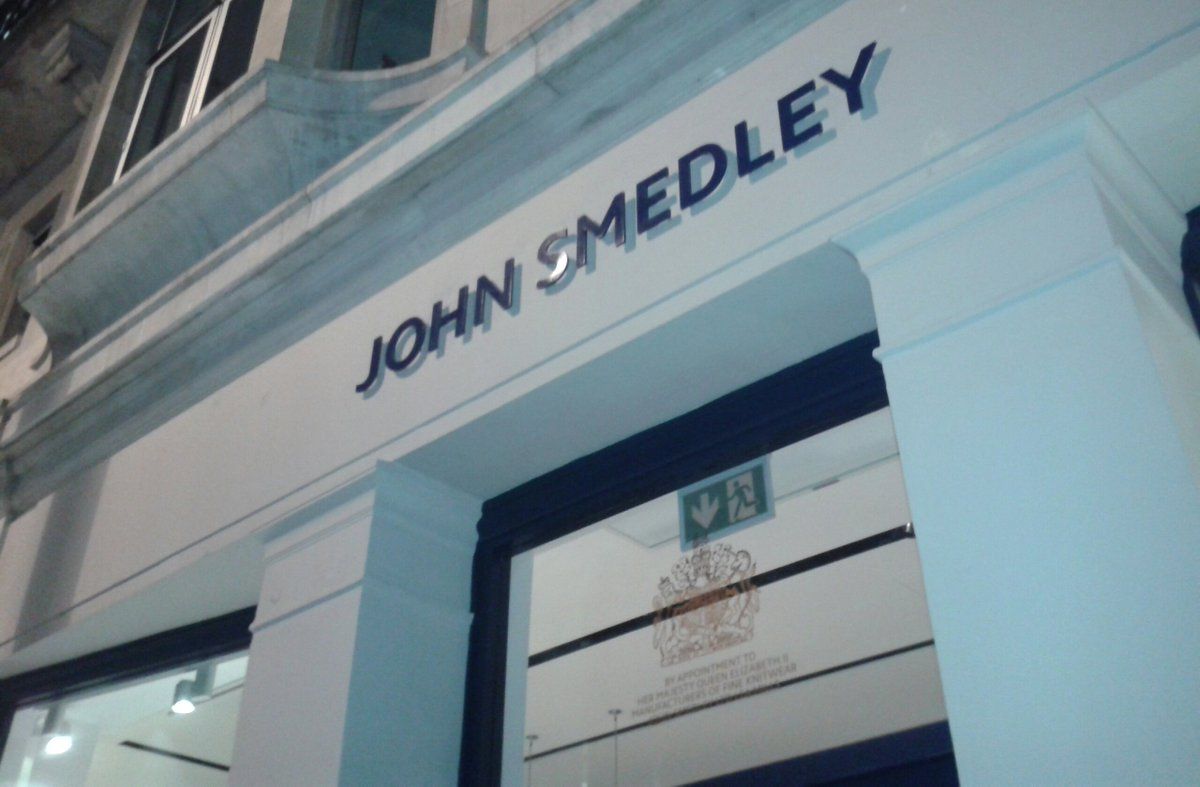 JOHN SMEDLEY
BY APPOINTMENT TO
HER MAJESTY QUEEN ELIZABETH II
MANUFACTURERS OF FINE KNITWEAR